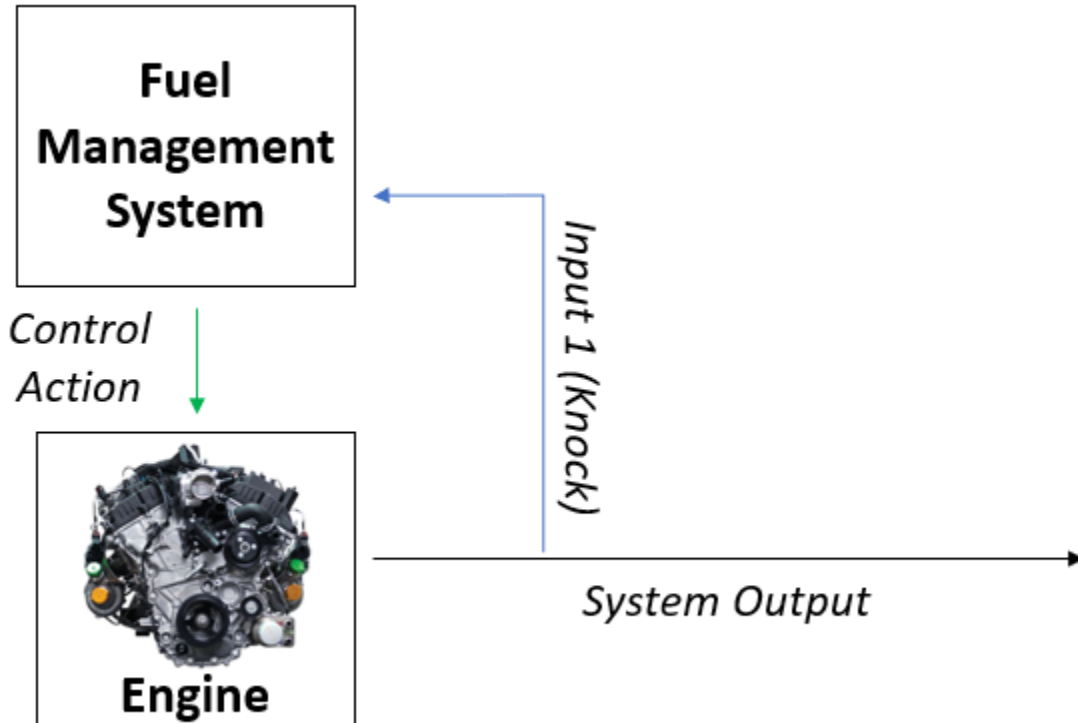 Fuel
Management
System
Control
Action
Input 1 (Knock)
System Output
Engine